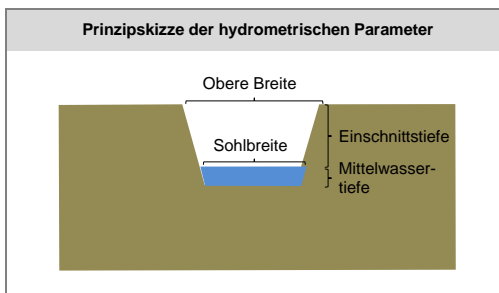 Prinzipskizze der hydrometrischen Parameter
Obere Breite
Sohlbreite
Einschnittstiefe
Mittelwasser-
tiefe